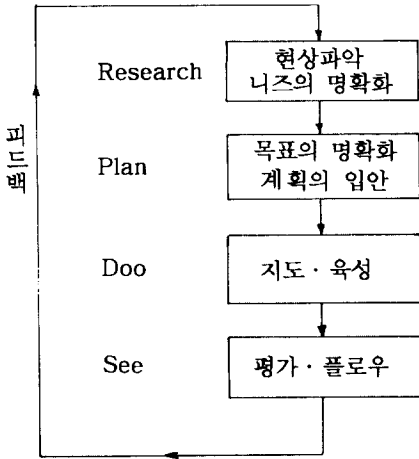 Research
현상파악
니즈의 명확화
피드백
Plan
목표의 명확화
계획의 입안
Doo
지도·육성
See
평가·플로우